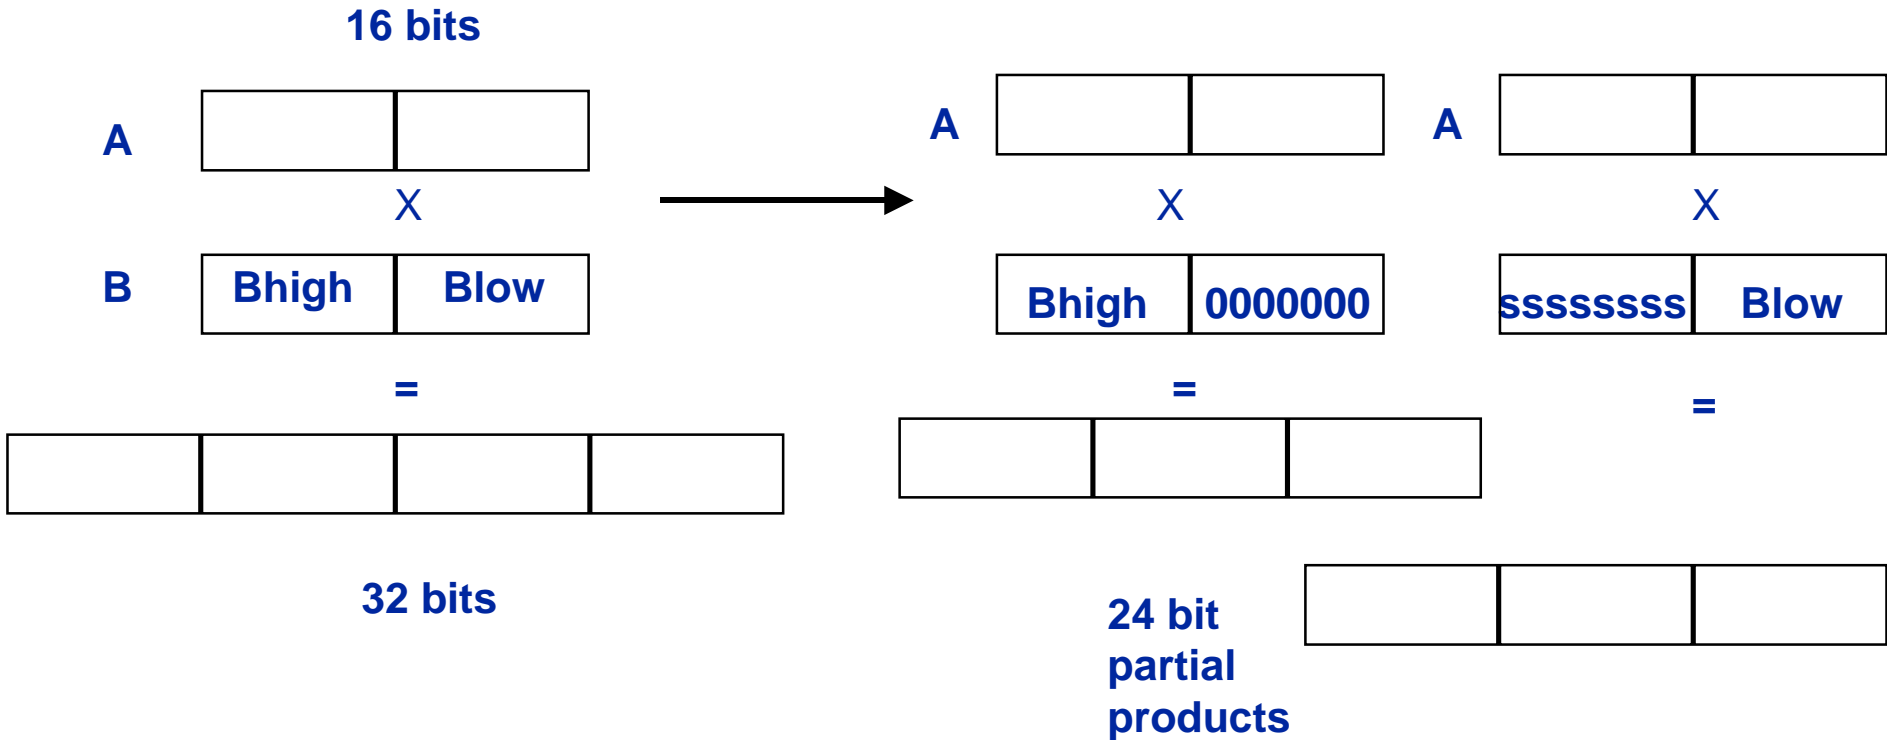 16 bits
A
X
B
Bhigh Blow
=
32 bits
A
X
Bhigh 0000000
=
A
X
ssssssss Blow
=
24 bit
partial
products